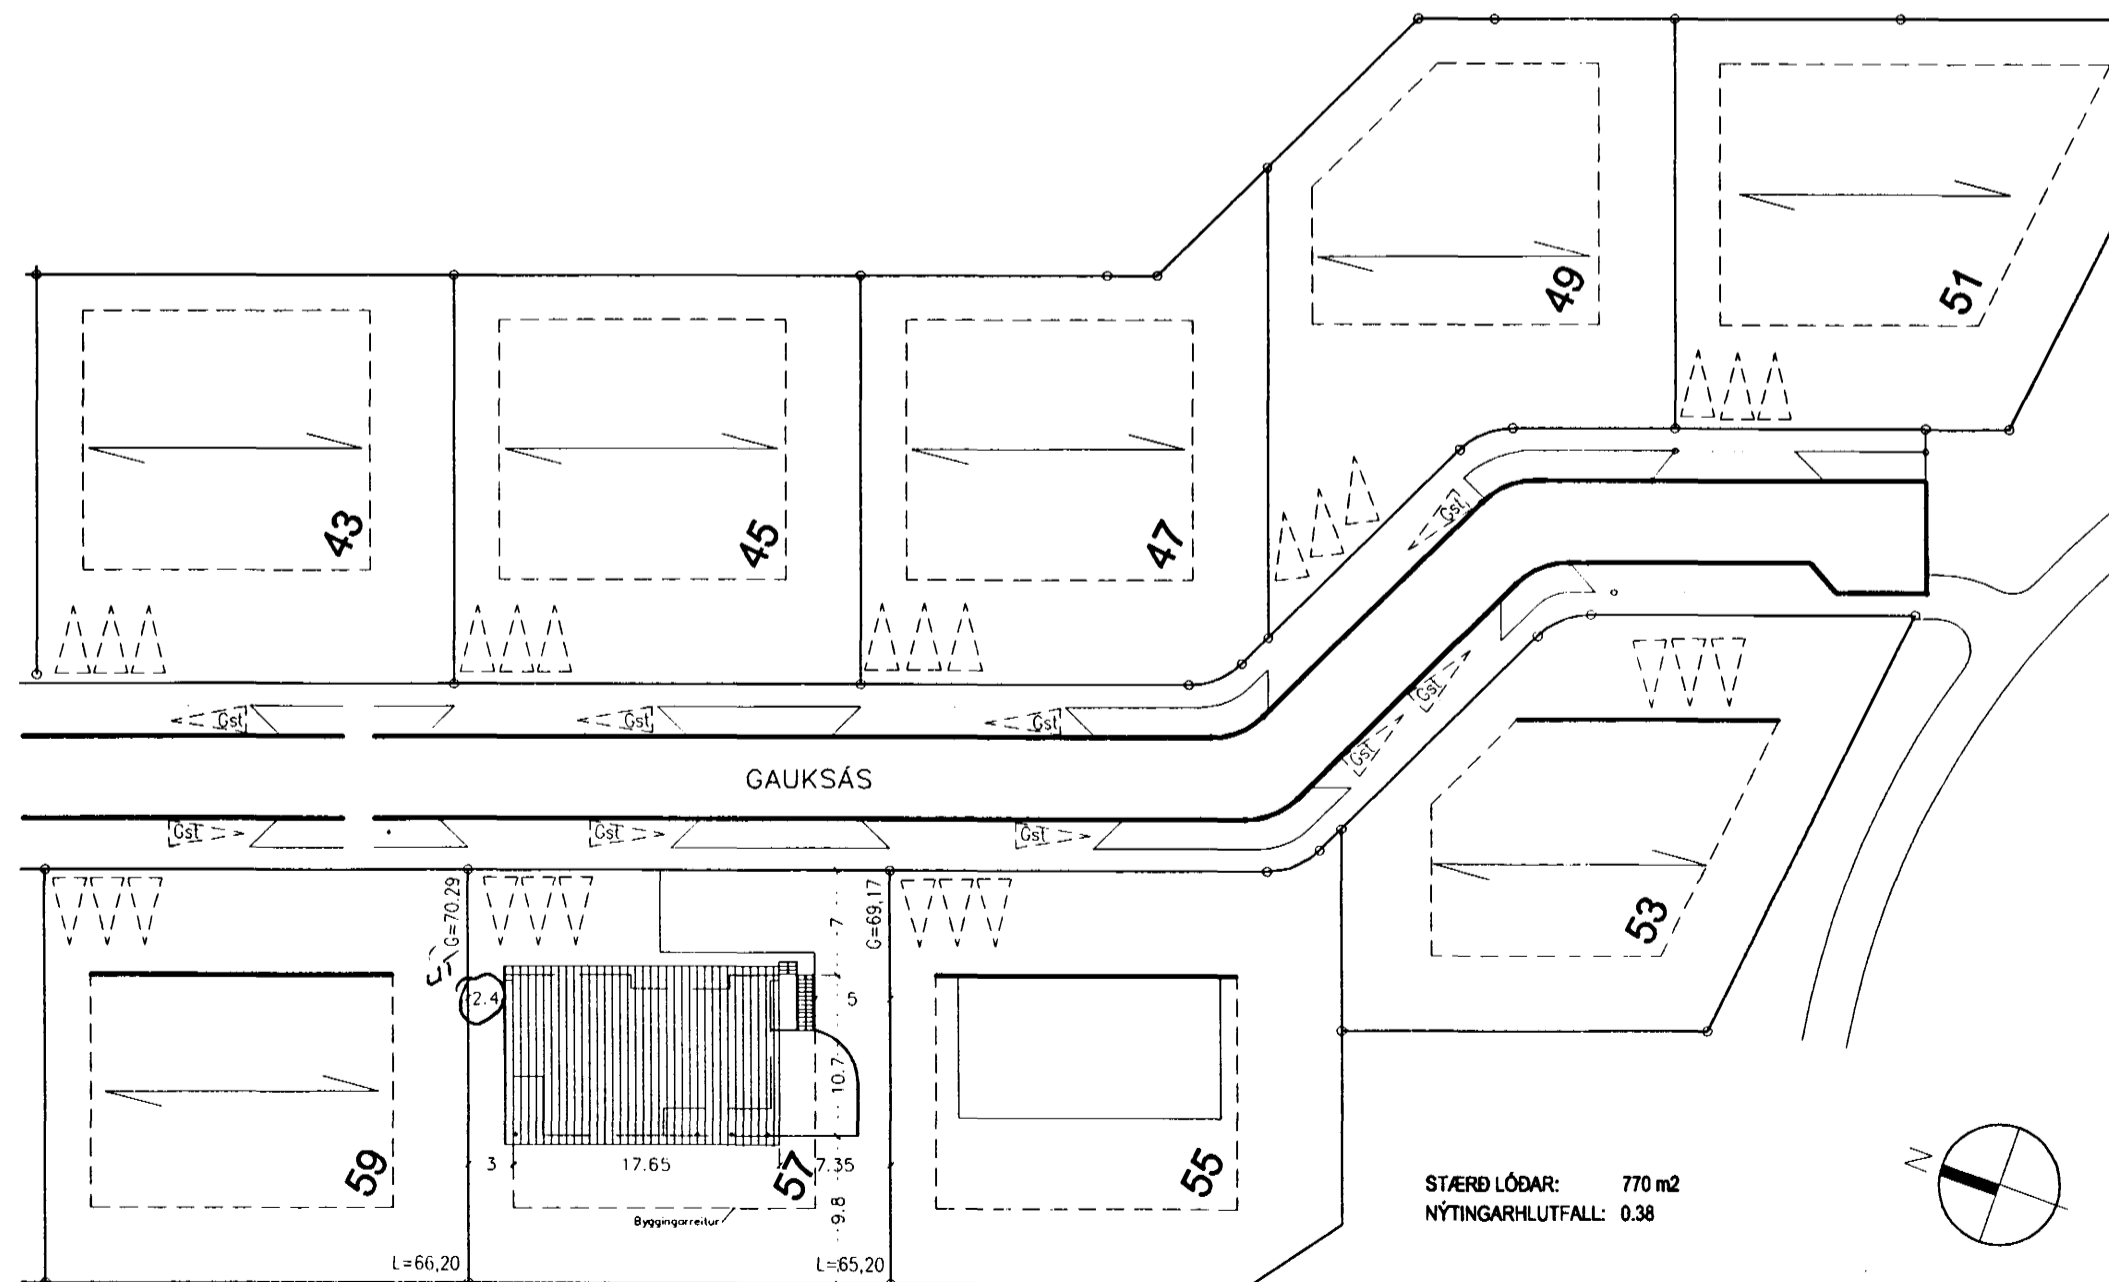 49
51
43
45
47
Gst
Gst
Gst
Gst
Gst
GAUKSÁS
Gst
Gst
Gst
Gst
G=70.29
7
G=69,17
53
2.4
5
10.7
59
3
17.65
57
7.35
55
9.8
Byggingarreitur
L=66,20
L=65,20
STÆRÐ LÓÐAR: 770 m2
NÝTINGARHLUTFALL: 0.38
N